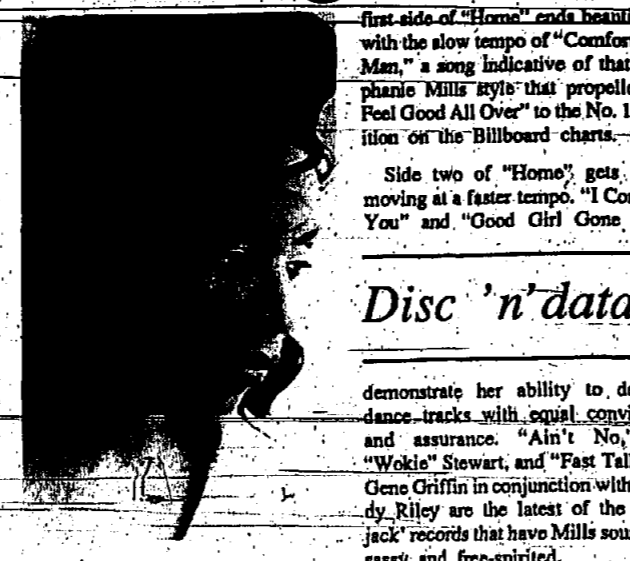 first side of "Home" ends beauti
with the slow tempo of "Comfor
Man," a song indicative of that
phanie Mills style that propelle
Feel Good All Over" to the No. 1
ition on the Billboard charts.
Side two of "Home", gets
moving at a faster tempo. "I Co
You" and "Good Girl Gone
Disc 'n' data
demonstrate her ability to d
dance tracks with equal convi
and assurance. "Ain't No,"
"Wokie" Stewart, and "Fast Tal
Gene Griffin in conjunction with
dy Riley are the latest of the
jack' records that have Mills sou
sassy and free-spirited.